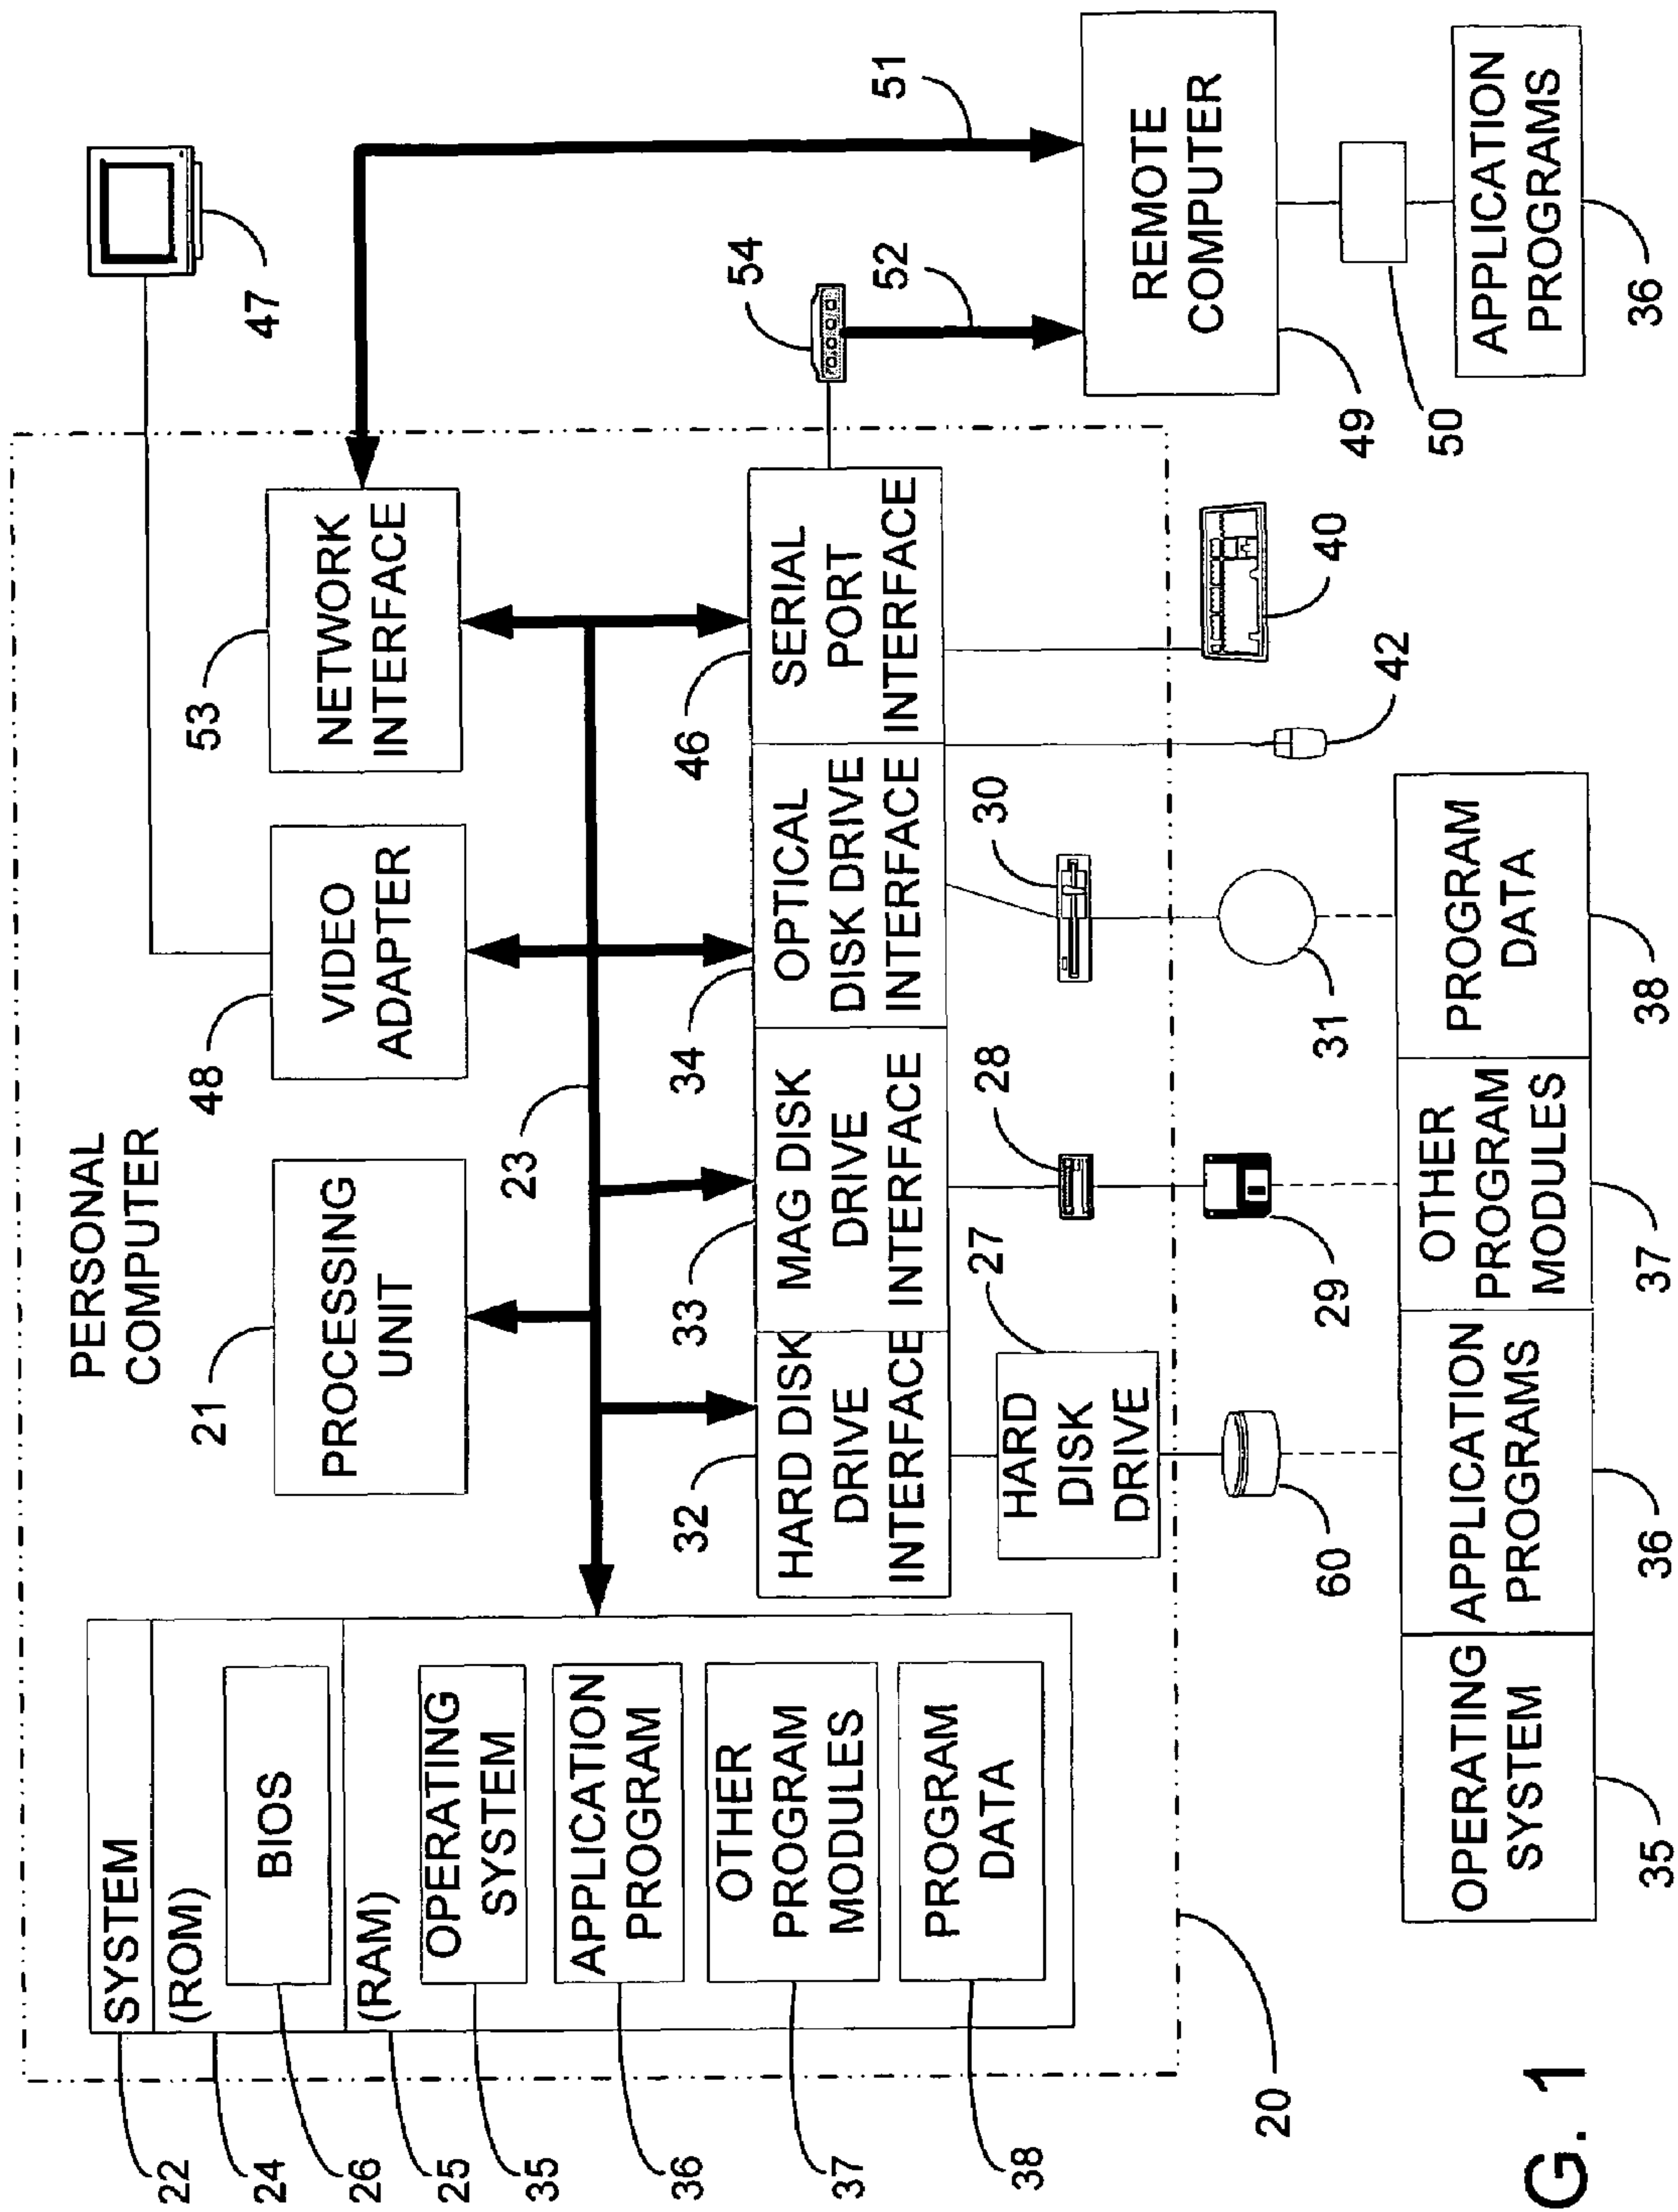 PERSONAL
COMPUTER
47
22
SYSTEM
24
(ROM)
26
BIOS
25
(RAM)
35
OPERATING
SYSTEM
36
APPLICATION
PROGRAM
37
OTHER
PROGRAM
MODULES
38
PROGRAM
DATA
21
PROCESSING
UNIT
48
VIDEO
ADAPTER
53
NETWORK
INTERFACE
23
32
HARD DISK
DRIVE
INTERFACE
33
MAG DISK
DRIVE
INTERFACE
34
OPTICAL
DISK DRIVE
INTERFACE
46
SERIAL
PORT
INTERFACE
54
52
51
HARD
DISK
DRIVE
27
28
30
20
60
29
31
42
40
REMOTE
COMPUTER
49
50
APPLICATION
PROGRAMS
36
OPERATING
SYSTEM
35
APPLICATION
PROGRAMS
36
OTHER
PROGRAM
MODULES
37
PROGRAM
DATA
38
G. 1